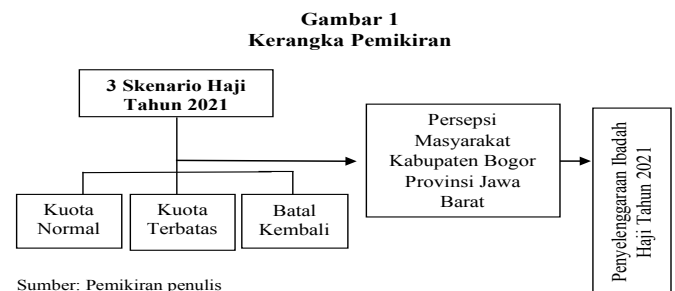 Gambar 1
Kerangka Pemikiran
3 Skenario Haji
Tahun 2021
Kuota
Normal
Kuota
Terbatas
Batal
Kembali
Persepsi
Masyarakat
Kabupaten Bogor
Provinsi Jawa
Barat
Penyelenggaraan Ibadah
Haji Tahun 2021
Sumber: Pemikiran penulis